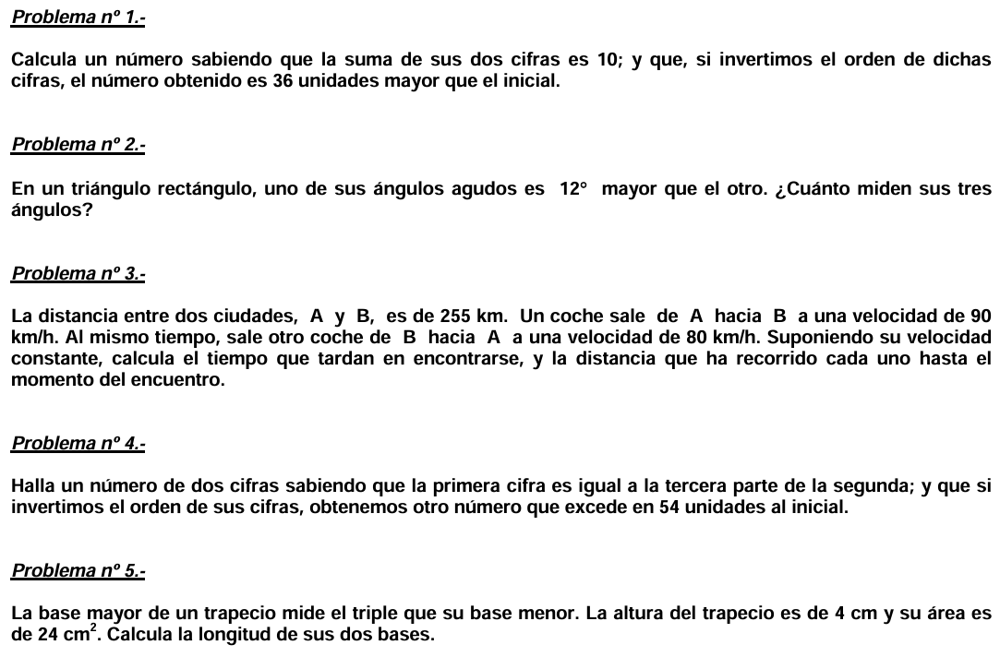 Problema nº 1.-
Calcula un número sabiendo que la suma de sus dos cifras es 10; y que, si invertimos el orden de dichas
cifras, el número obtenido es 36 unidades mayor que el inicial.
Problema nº 2.-
En un triángulo rectángulo, uno de sus ángulos agudos es 12° mayor que el otro. ¿Cuánto miden sus tres
ángulos?
Problema nº 3.-
La distancia entre dos ciudades, A y B, es de 255 km. Un coche sale de A hacia B a una velocidad de 90
km/h. Al mismo tiempo, sale otro coche de B hacia A a una velocidad de 80 km/h. Suponiendo su velocidad
constante, calcula el tiempo que tardan en encontrarse, y la distancia que ha recorrido cada uno hasta el
momento del encuentro.
Problema nº 4.-
Halla un número de dos cifras sabiendo que la primera cifra es igual a la tercera parte de la segunda; y que si
invertimos el orden de sus cifras, obtenemos otro número que excede en 54 unidades al inicial.
Problema nº 5.-
La base mayor de un trapecio mide el triple que su base menor. La altura del trapecio es de 4 cm y su área es
de 24 cm². Calcula la longitud de sus dos bases.